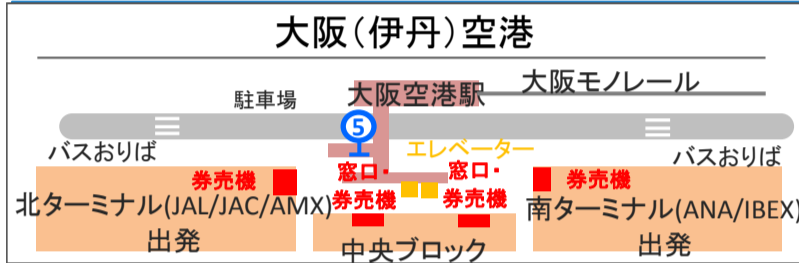 大阪（伊丹）空港
大阪モノレール
大阪空港駅
駐車場
⑤
バスおりば
エレベーター
バスおりば
券売機
窓口・
券売機
窓口・
券売機
券売機
北ターミナル(JAL/JAC/AMX)
出発
中央ブロック
南ターミナル(ANA/IBEX)
出発